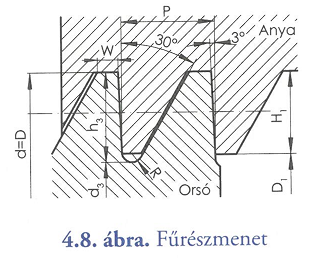 P
30°
3°
Anya
W
d=D
h₃
H₁
d₃
R
Orsó
D₁
4.8. ábra. Fűrészmenet